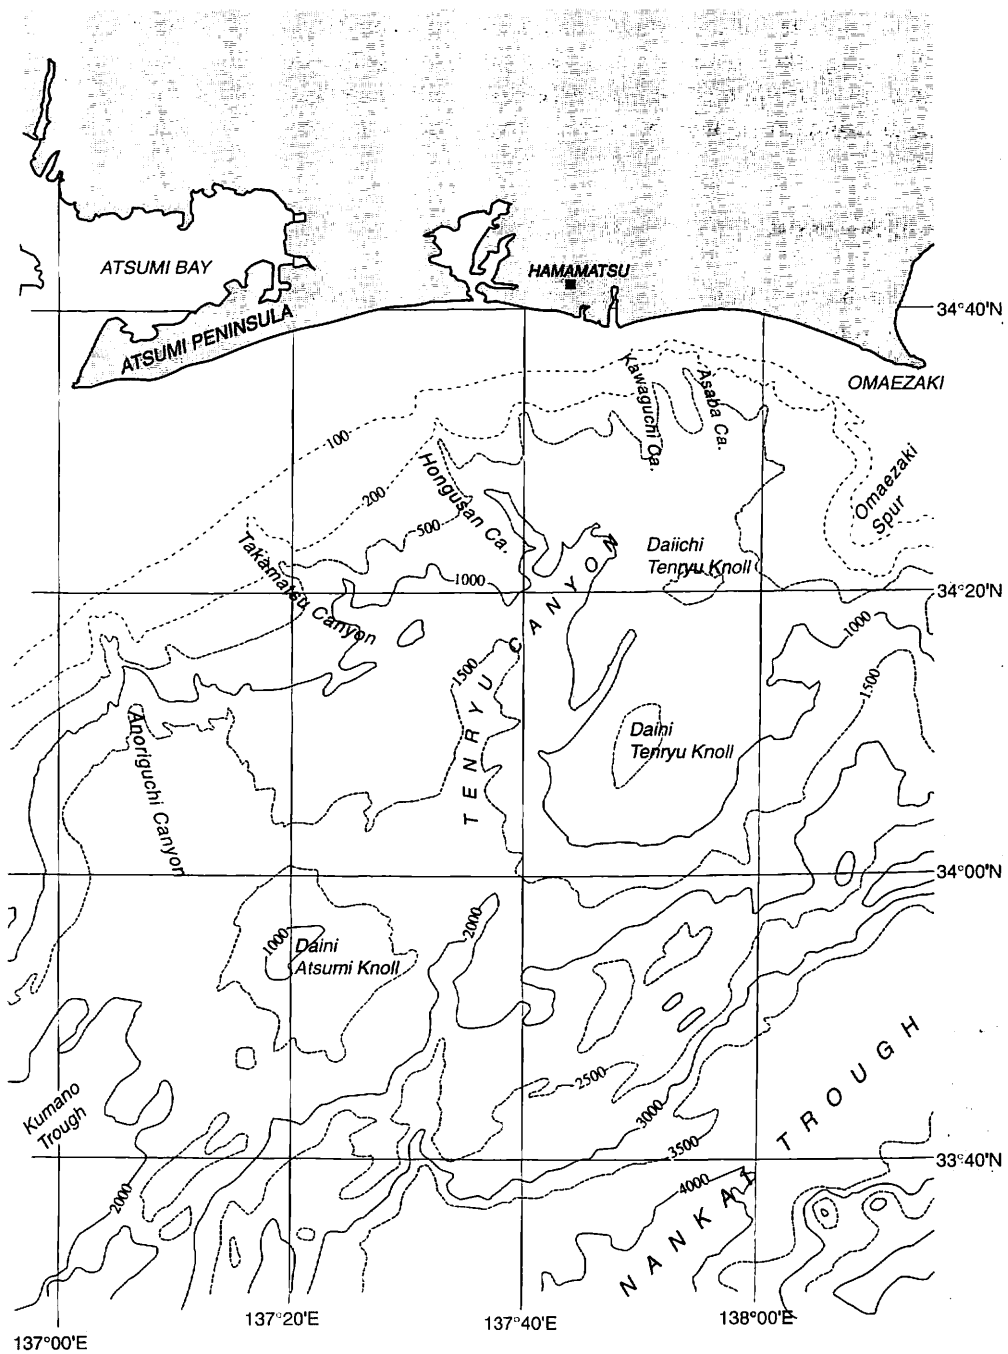 ATSUMI BAY
HAMAMATSU
34°40'N
ATSUMI PENINSULA
OMAEZAKI
Kawaguchi Ca.
Asaba Ca.
100
200
500
Hongusan Ca.
Omaezaki
Spur
Takamatsu Canyon
1000
Daiichi
Tenryu Knoll
34°20'N
1000
1500
TENRYU CANYON
1500
Daini
Tenryu Knoll
Anoriguchi Canyon
34°00'N
2000
1000
Daini
Atsumi Knoll
2500
3000
3500
Kumano
Trough
33°40'N
2000
4000
NANKAI TROUGH
137°00'E
137°20'E
137°40'E
138°00'E